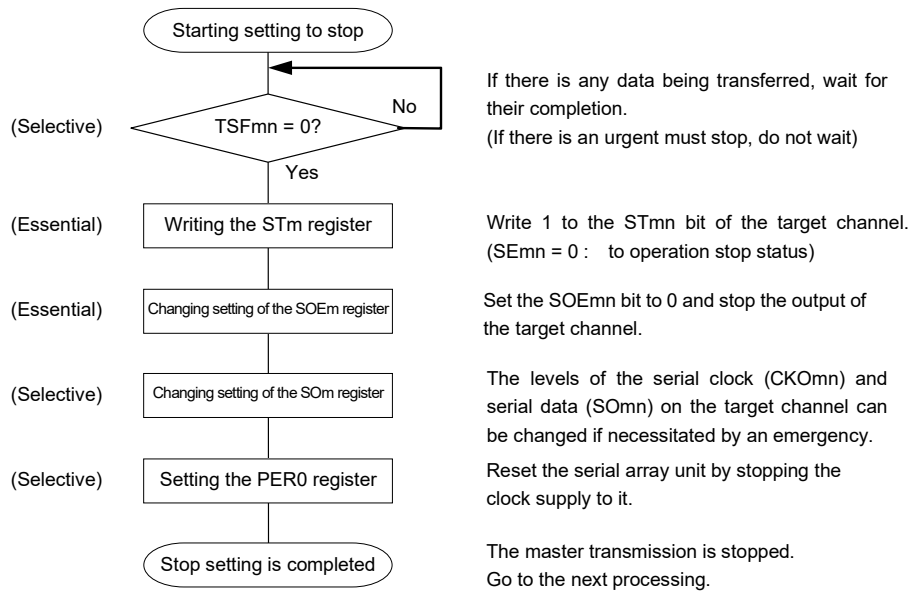 Starting setting to stop
If there is any data being transferred, wait for
their completion.
(If there is an urgent must stop, do not wait)
No
(Selective)
TSFmn = 0?
Yes
(Essential)
Writing the STm register
Write 1 to the STmn bit of the target channel.
(SEmn = 0 : to operation stop status)
(Essential)
Changing setting of the SOEm register
Set the SOEmn bit to 0 and stop the output of
the target channel.
(Selective)
Changing setting of the SOm register
The levels of the serial clock (CKOmn) and
serial data (SOmn) on the target channel can
be changed if necessitated by an emergency.
(Selective)
Setting the PER0 register
Reset the serial array unit by stopping the
clock supply to it.
Stop setting is completed
The master transmission is stopped.
Go to the next processing.